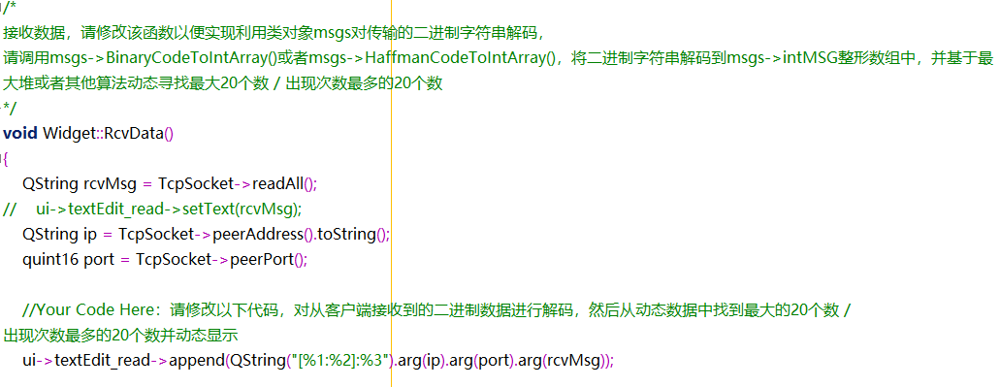 /*
接收数据，请修改该函数以便实现利用类对象msgs对传输的二进制字符串解码，
请调用msgs->BinaryCodeToIntArray()或者msgs->HaffmanCodeToIntArray()，将二进制字符串解码到msgs->intMSG整形数组中，并基于最
大堆或者其他算法动态寻找最大20个数 / 出现次数最多的20个数
*/
void Widget::RcvData()
{
QString rcvMsg = TcpSocket->readAll();
// ui->textEdit_read->setText(rcvMsg);
QString ip = TcpSocket->peerAddress().toString();
quint16 port = TcpSocket->peerPort();
//Your Code Here：请修改以下代码，对从客户端接收到的二进制数据进行解码，然后从动态数据中找到最大的20个数 /
出现次数最多的20个数并动态显示
ui->textEdit_read->append(QString("[%1:%2]:%3").arg(ip).arg(port).arg(rcvMsg));